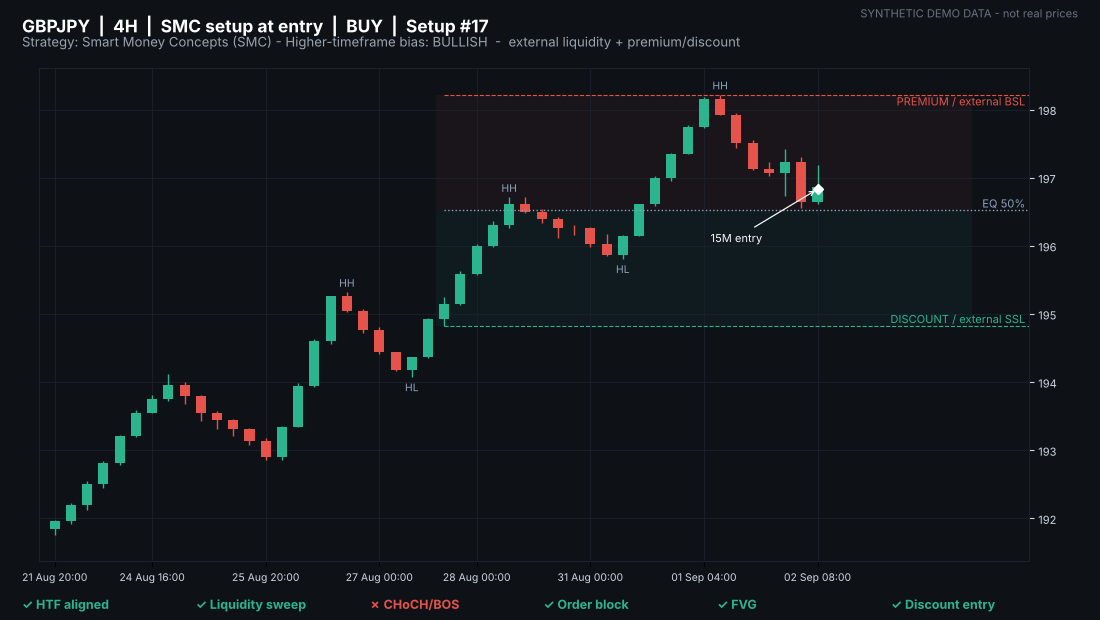 SYNTHETIC DEMO DATA - not real prices
GBPJPY | 4H | SMC setup at entry | BUY | Setup #17
Strategy: Smart Money Concepts (SMC) - Higher-timeframe bias: BULLISH - external liquidity + premium/discount
HH
PREMIUM / external BSL
198
197
HH
EQ 50%
15M entry
196
HL
HH
DISCOUNT / external SSL
195
HL
194
193
192
21 Aug 20:00 24 Aug 16:00 25 Aug 20:00 27 Aug 00:00 28 Aug 00:00 31 Aug 00:00 01 Sep 04:00 02 Sep 08:00
✓ HTF aligned ✓ Liquidity sweep × CHoCH/BOS ✓ Order block ✓ FVG ✓ Discount entry